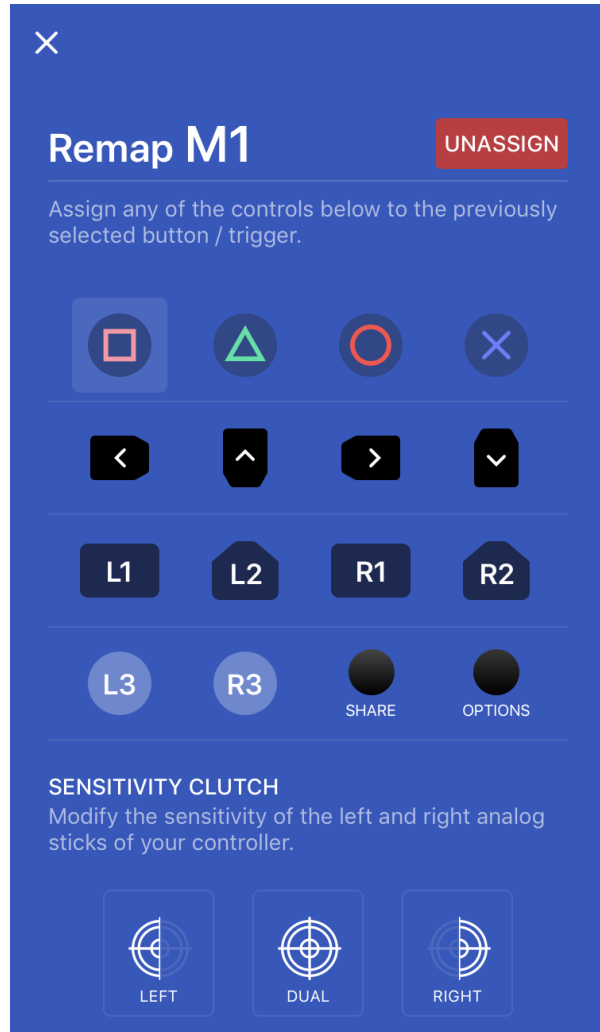 Remap M1
UNASSIGN
Assign any of the controls below to the previously
selected button / trigger.
L1
L2
R1
R2
L3
R3
SHARE
OPTIONS
SENSITIVITY CLUTCH
Modify the sensitivity of the left and right analog
sticks of your controller.
LEFT
DUAL
RIGHT